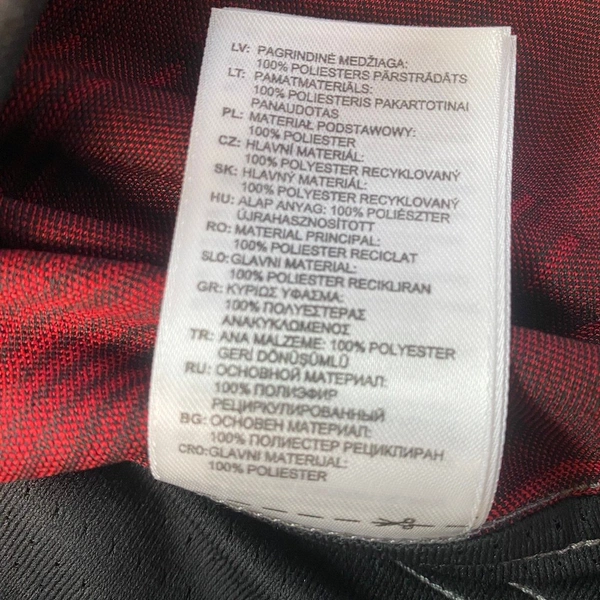 LV: PAGRINDINĖ MEDŽIAGA:
100% POLIESTERS PĀRSTRĀDĀTS
LT: PAMATMATERIĀLS:
100% POLIESTERIS PAKARTOTINAI
PANAUDOTAS
PL: MATERIAŁ PODSTAWOWY:
100% POLIESTER
CZ: HLAVNÍ MATERIÁL:
100% POLYESTER RECYKLOVANÝ
SK: HLAVNÝ MATERIÁL:
100% POLYESTER RECYKLOVANÝ
HU: ALAP ANYAG: 100% POLIÉSZTER
ÚJRAHASZNOSÍTOTT
RO: MATERIAL PRINCIPAL:
100% POLIESTER RECICLAT
SLO: GLAVNI MATERIAL:
100% POLIESTER RECIKLIRAN
GR: ΚΥΡΙΩΣ ΥΦΑΣΜΑ:
100% ΠΟΛΥΕΣΤΕΡΑΣ
ΑΝΑΚΥΚΛΩΜΕΝΟΣ
TR: ANA MALZEME: 100% POLYESTER
GERİ DÖNÜŞÜMLÜ
RU: ОСНОВНОЙ МАТЕРИАЛ:
100% ПОЛИЭФИР
РЕЦИРКУЛИРОВАННЫЙ
BG: ОСНОВЕН МАТЕРИАЛ:
100% ПОЛИЕСТЕР РЕЦИКЛИРАН
CRO: GLAVNI MATERIJAL:
100% POLIESTER